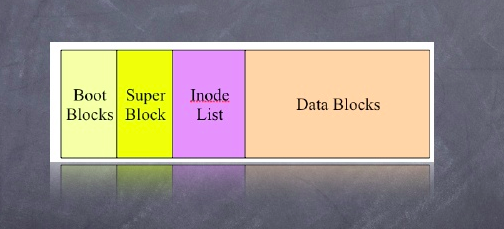 Boot
Blocks
Super
Block
Inode
List
Data Blocks